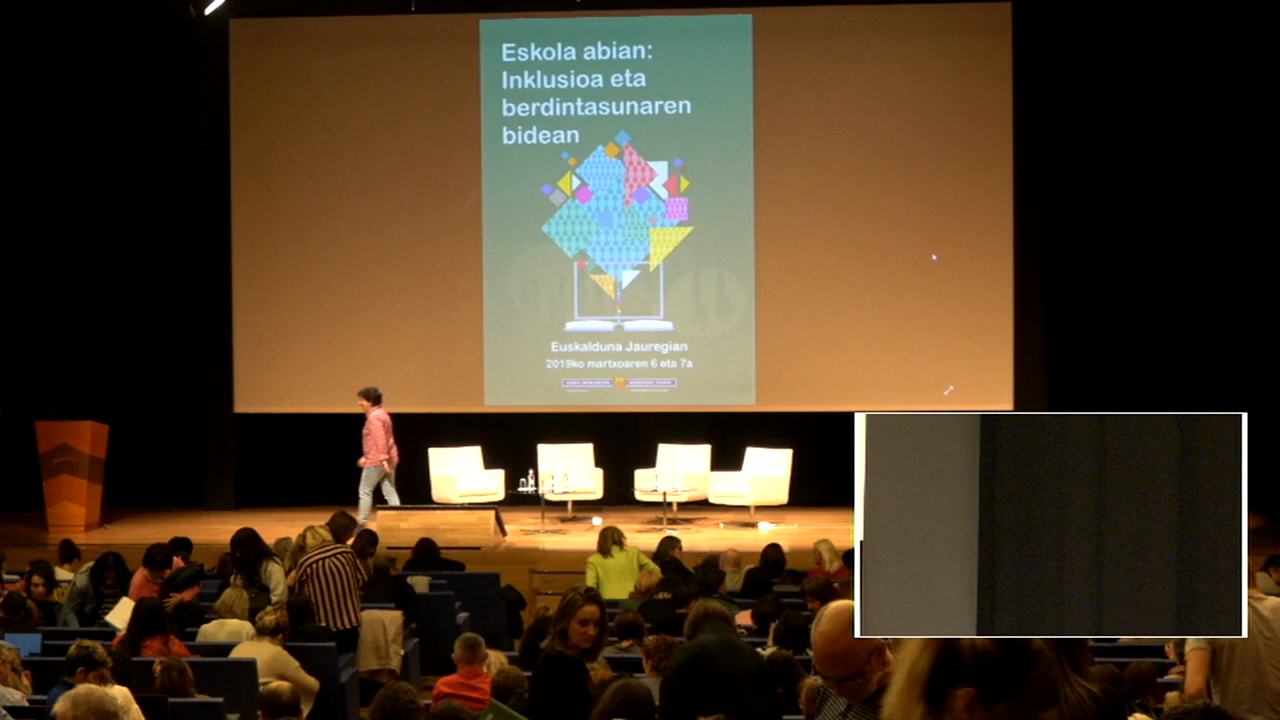 Eskola abian:
Inklusioa eta
berdintasunaren
bidean
Euskalduna Jauregian
2019ko martxoaren 6 eta 7a